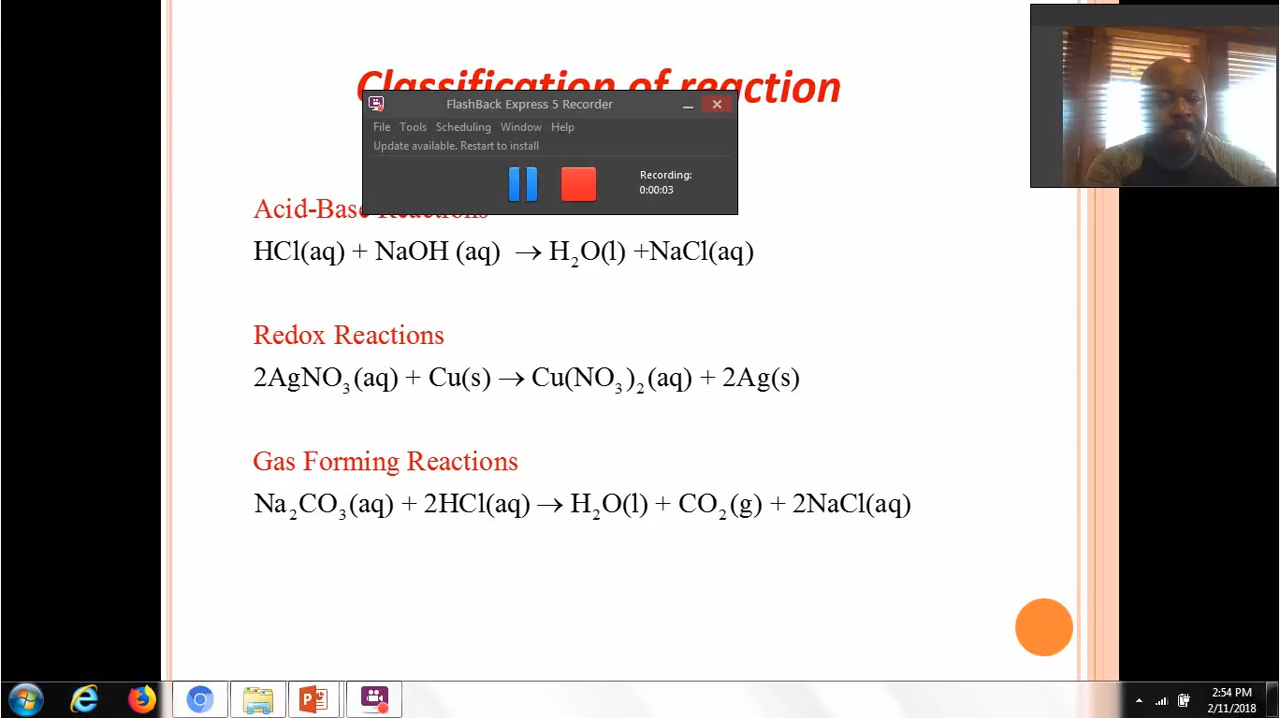 Classification of reaction
FlashBack Express 5 Recorder
File Tools Scheduling Window Help
Update available. Restart to install
Recording:
0:00:03
Acid-Base Reactions
HCl(aq) + NaOH (aq) → H₂O(l) +NaCl(aq)
Redox Reactions
2AgNO₃(aq) + Cu(s) → Cu(NO₃)₂(aq) + 2Ag(s)
Gas Forming Reactions
Na₂CO₃(aq) + 2HCl(aq) → H₂O(l) + CO₂(g) + 2NaCl(aq)
2:54 PM
2/11/2018